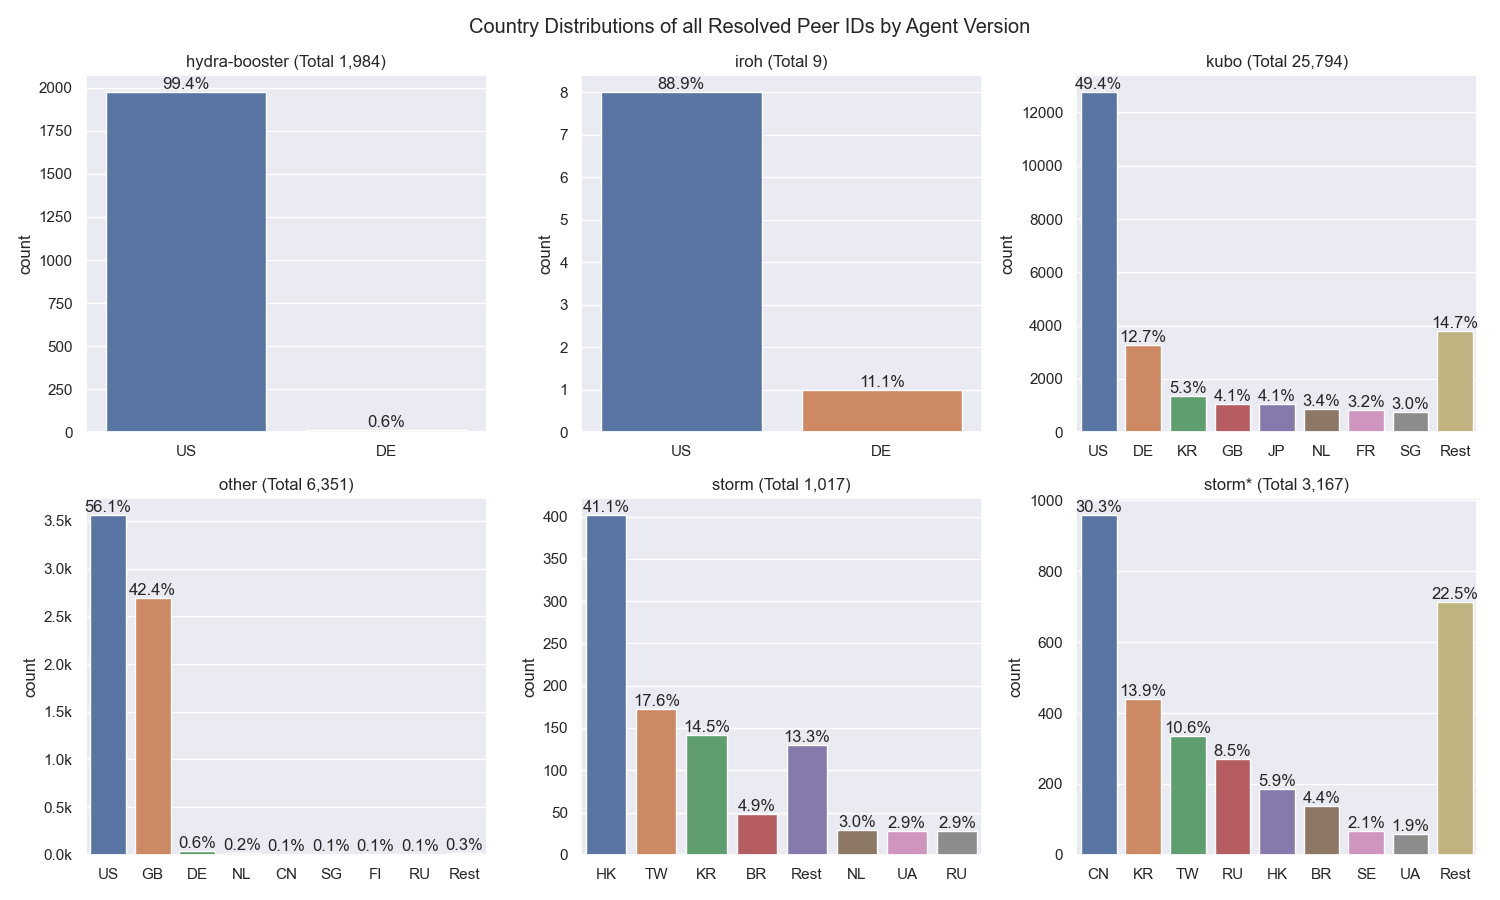 Country Distributions of all Resolved Peer IDs by Agent Version
hydra-booster (Total 1,984)
count
2000
1750
1500
1250
1000
750
500
250
0
99.4%
0.6%
US DE
iroh (Total 9)
count
8
7
6
5
4
3
2
1
0
88.9%
11.1%
US DE
kubo (Total 25,794)
count
12000
10000
8000
6000
4000
2000
0
49.4%
12.7%
5.3%
4.1%
4.1%
3.4%
3.2%
3.0%
14.7%
US DE KR GB JP NL FR SG Rest
other (Total 6,351)
count
3.5k
3.0k
2.5k
2.0k
1.5k
1.0k
0.5k
0.0k
56.1%
42.4%
0.6%
0.2%
0.1%
0.1%
0.1%
0.1%
0.3%
US GB DE NL CN SG FI RU Rest
storm (Total 1,017)
count
400
350
300
250
200
150
100
50
0
41.1%
17.6%
14.5%
4.9%
13.3%
3.0%
2.9%
2.9%
HK TW KR BR Rest NL UA RU
storm* (Total 3,167)
count
1000
800
600
400
200
0
30.3%
13.9%
10.6%
8.5%
5.9%
4.4%
2.1%
1.9%
22.5%
CN KR TW RU HK BR SE UA Rest